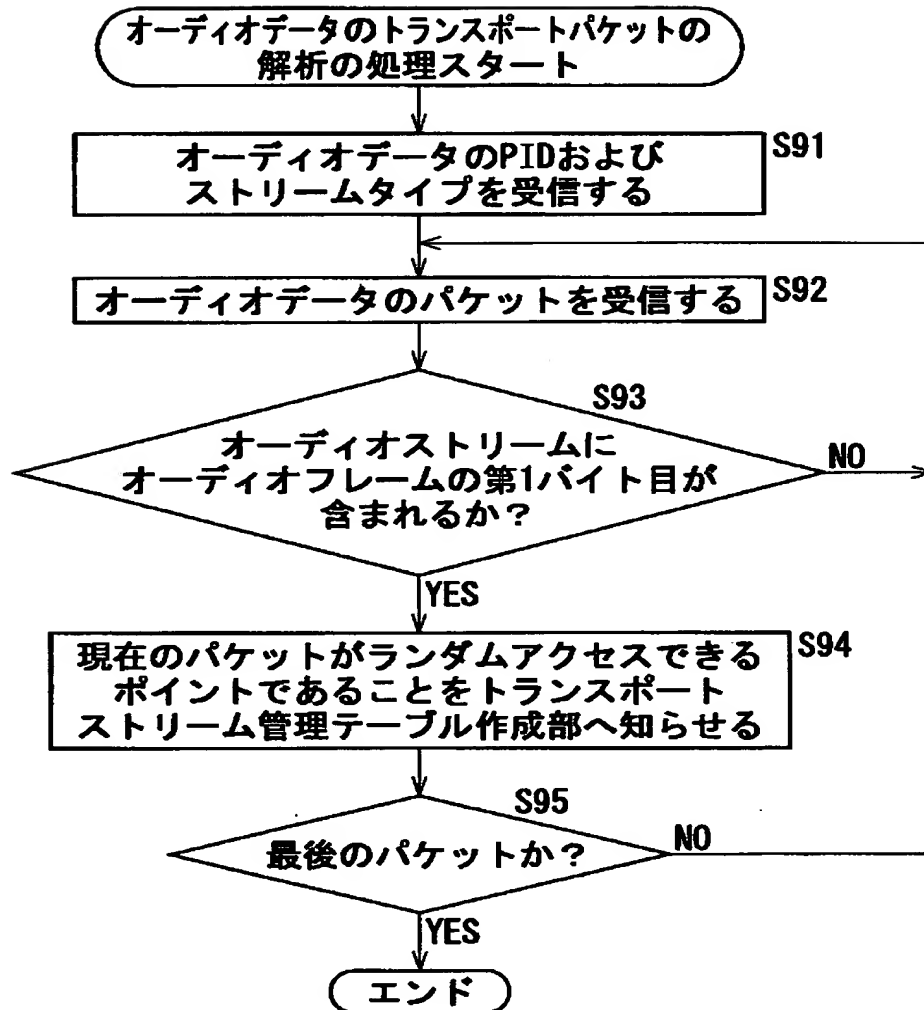 オーディオデータのトランスポートパケットの
解析の処理スタート
オーディオデータのPIDおよび
ストリームタイプを受信する
S91
オーディオデータのパケットを受信する
S92
S93
オーディオストリームに
オーディオフレームの第1バイト目が
含まれるか?
NO
YES
現在のパケットがランダムアクセスできる
ポイントであることをトランスポート
ストリーム管理テーブル作成部へ知らせる
S94
S95
最後のパケットか?
NO
YES
エンド